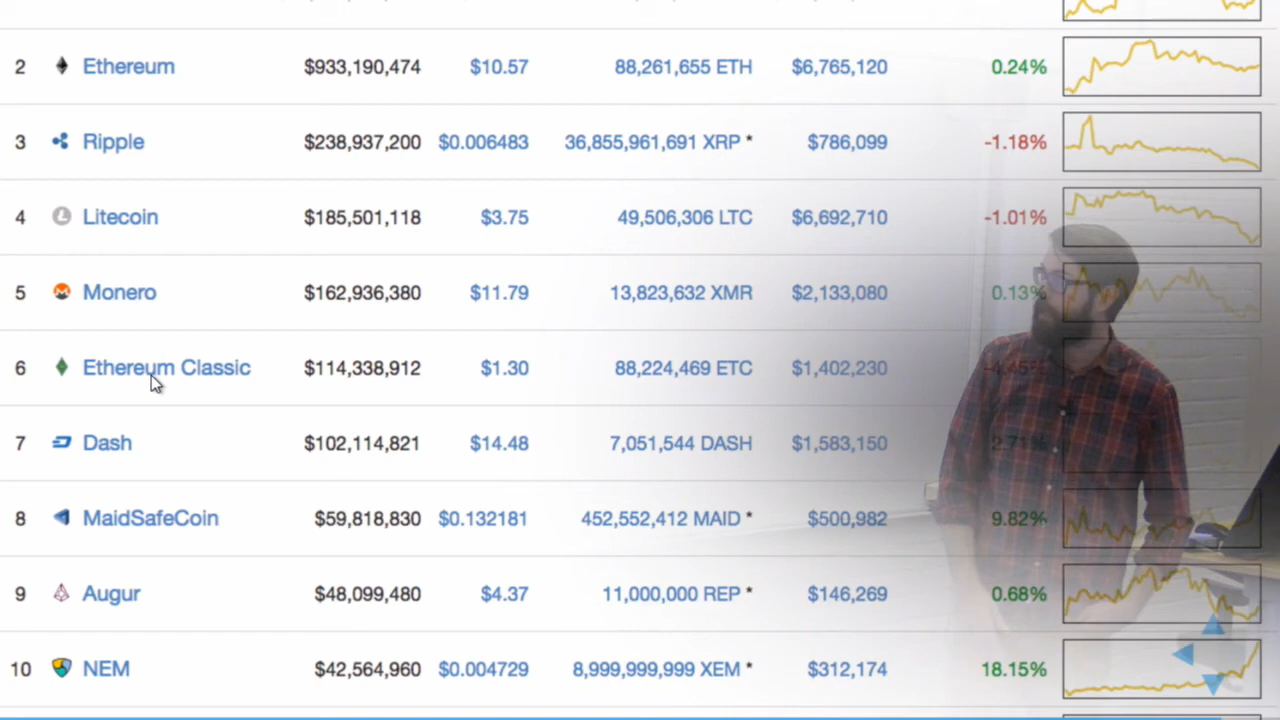 2 Ethereum $933,190,474 $10.57 88,261,655 ETH $6,765,120 0.24%
3 Ripple $238,937,200 $0.006483 36,855,961,691 XRP * $786,099 -1.18%
4 Litecoin $185,501,118 $3.75 49,506,306 LTC $6,692,710 -1.01%
5 Monero $162,936,380 $11.79 13,823,632 XMR $2,133,080 0.13%
6 Ethereum Classic $114,338,912 $1.30 88,224,469 ETC $1,402,230 -4.45%
7 Dash $102,114,821 $14.48 7,051,544 DASH $1,583,150 2.71%
8 MaidSafeCoin $59,818,830 $0.132181 452,552,412 MAID * $500,982 9.82%
9 Augur $48,099,480 $4.37 11,000,000 REP * $146,269 0.68%
10 NEM $42,564,960 $0.004729 8,999,999,999 XEM * $312,174 18.15%